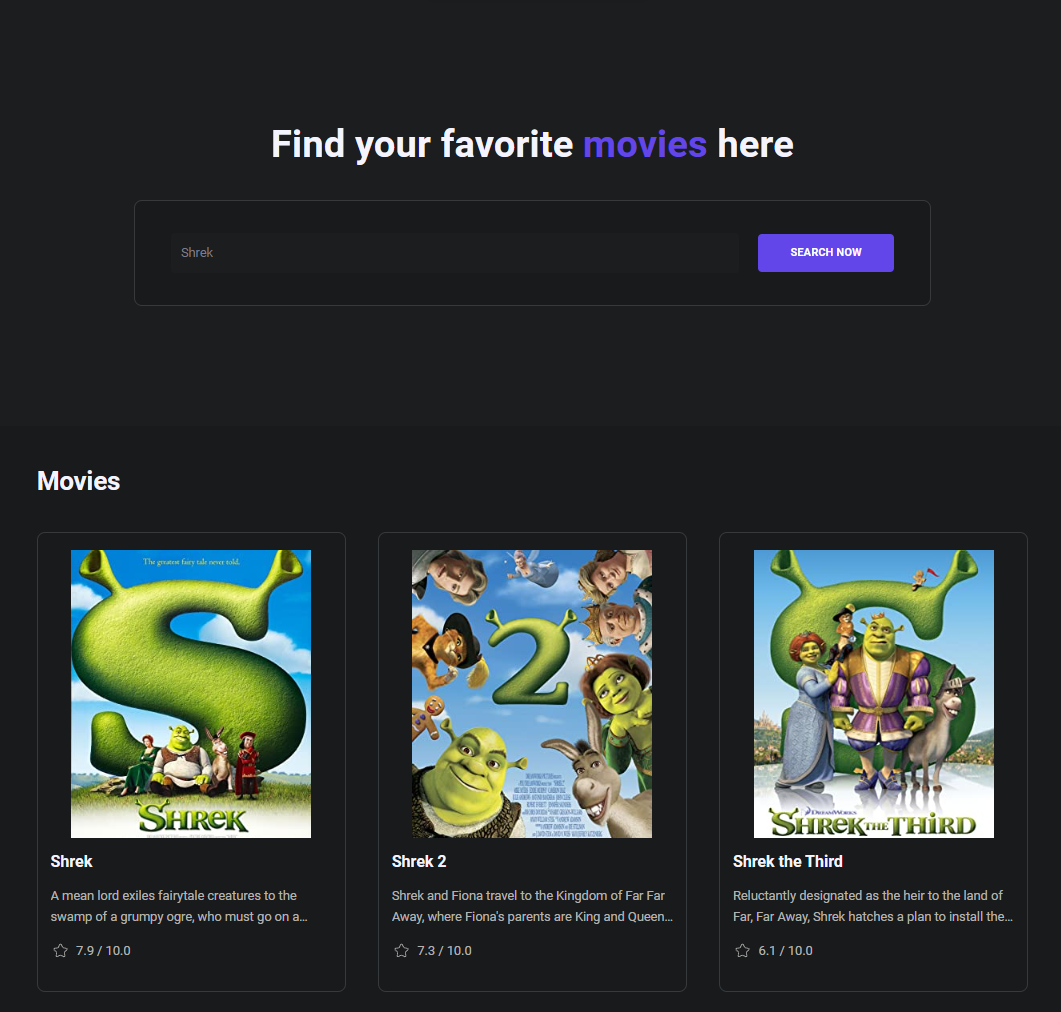 Find your favorite movies here
Shrek
SEARCH NOW
Movies
The greatest fairy tale never told.
SHREK
Shrek
A mean lord exiles fairytale creatures to the
swamp of a grumpy ogre, who must go on a...
7.9 / 10.0
2
Shrek 2
Shrek and Fiona travel to the Kingdom of Far Far
Away, where Fiona's parents are King and Queen...
7.3 / 10.0
DREAMWORKS
SHREK THE THiRD
Shrek the Third
Reluctantly designated as the heir to the land of
Far, Far Away, Shrek hatches a plan to install the...
6.1 / 10.0